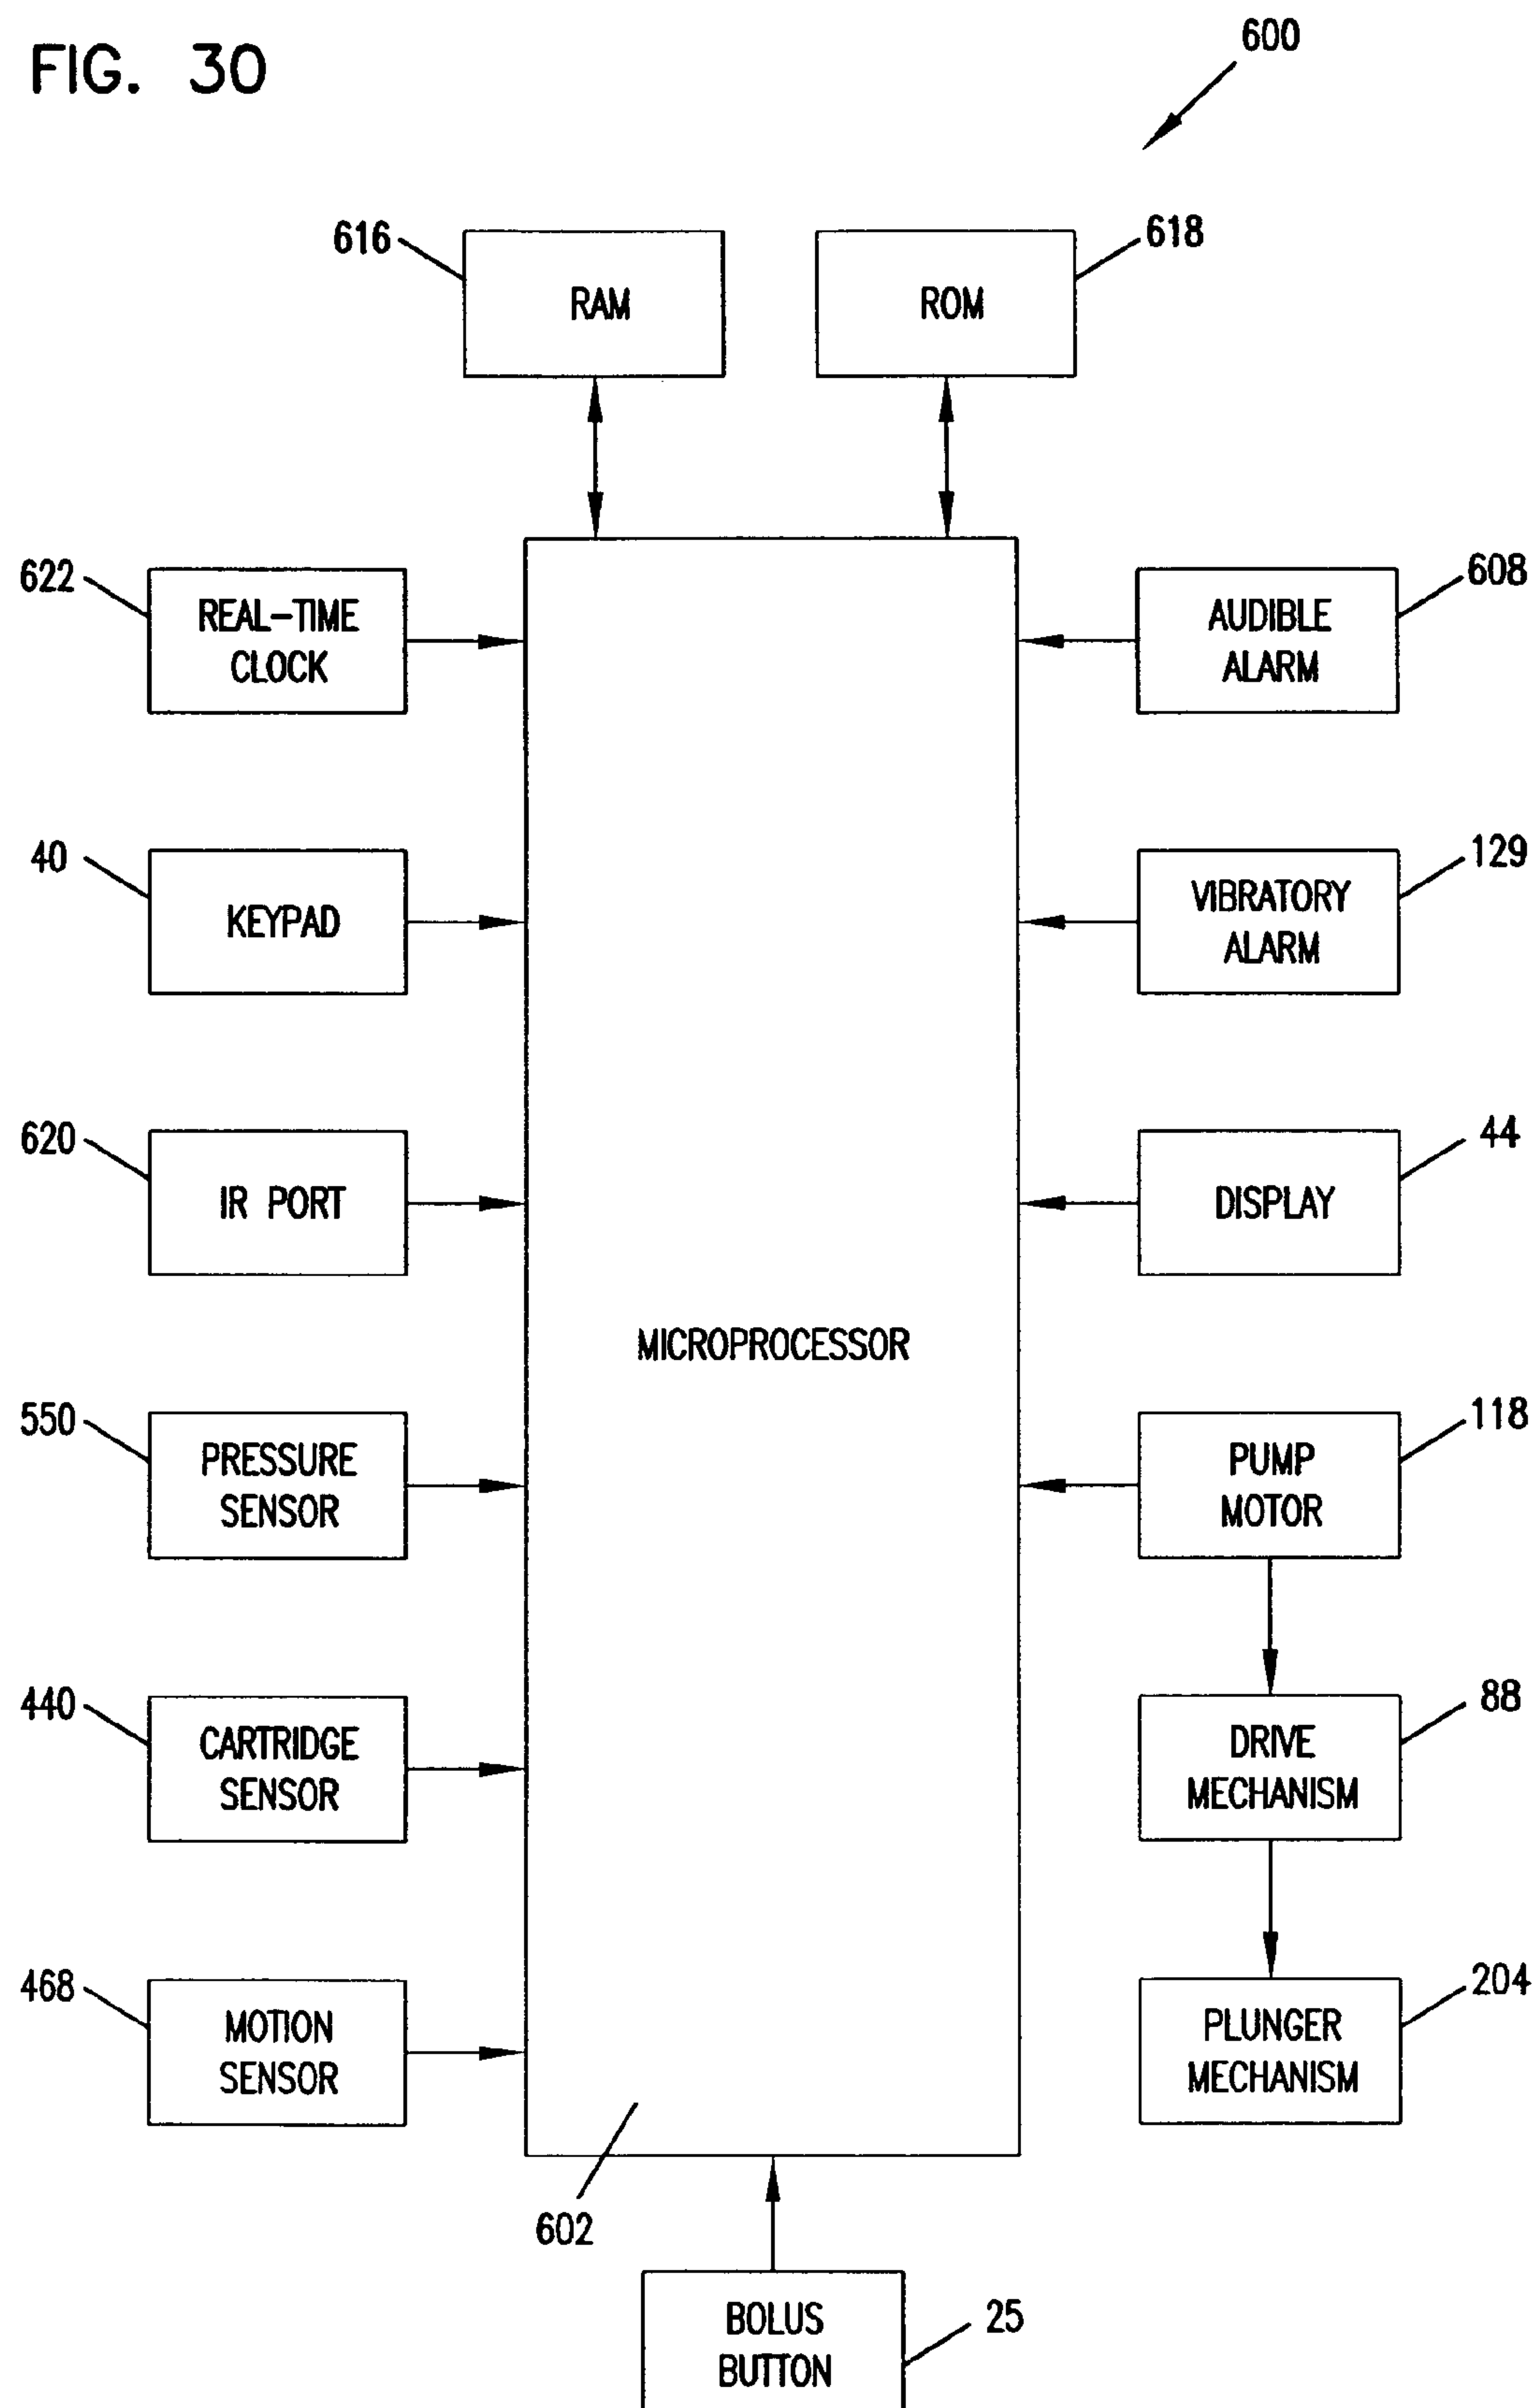 FIG. 30
600
616
RAM
ROM
618
622
REAL-TIME
CLOCK
AUDIBLE
ALARM
608
40
KEYPAD
VIBRATORY
ALARM
129
620
IR PORT
DISPLAY
44
MICROPROCESSOR
550
PRESSURE
SENSOR
PUMP
MOTOR
118
440
CARTRIDGE
SENSOR
DRIVE
MECHANISM
88
468
MOTION
SENSOR
PLUNGER
MECHANISM
204
602
BOLUS
BUTTON
25